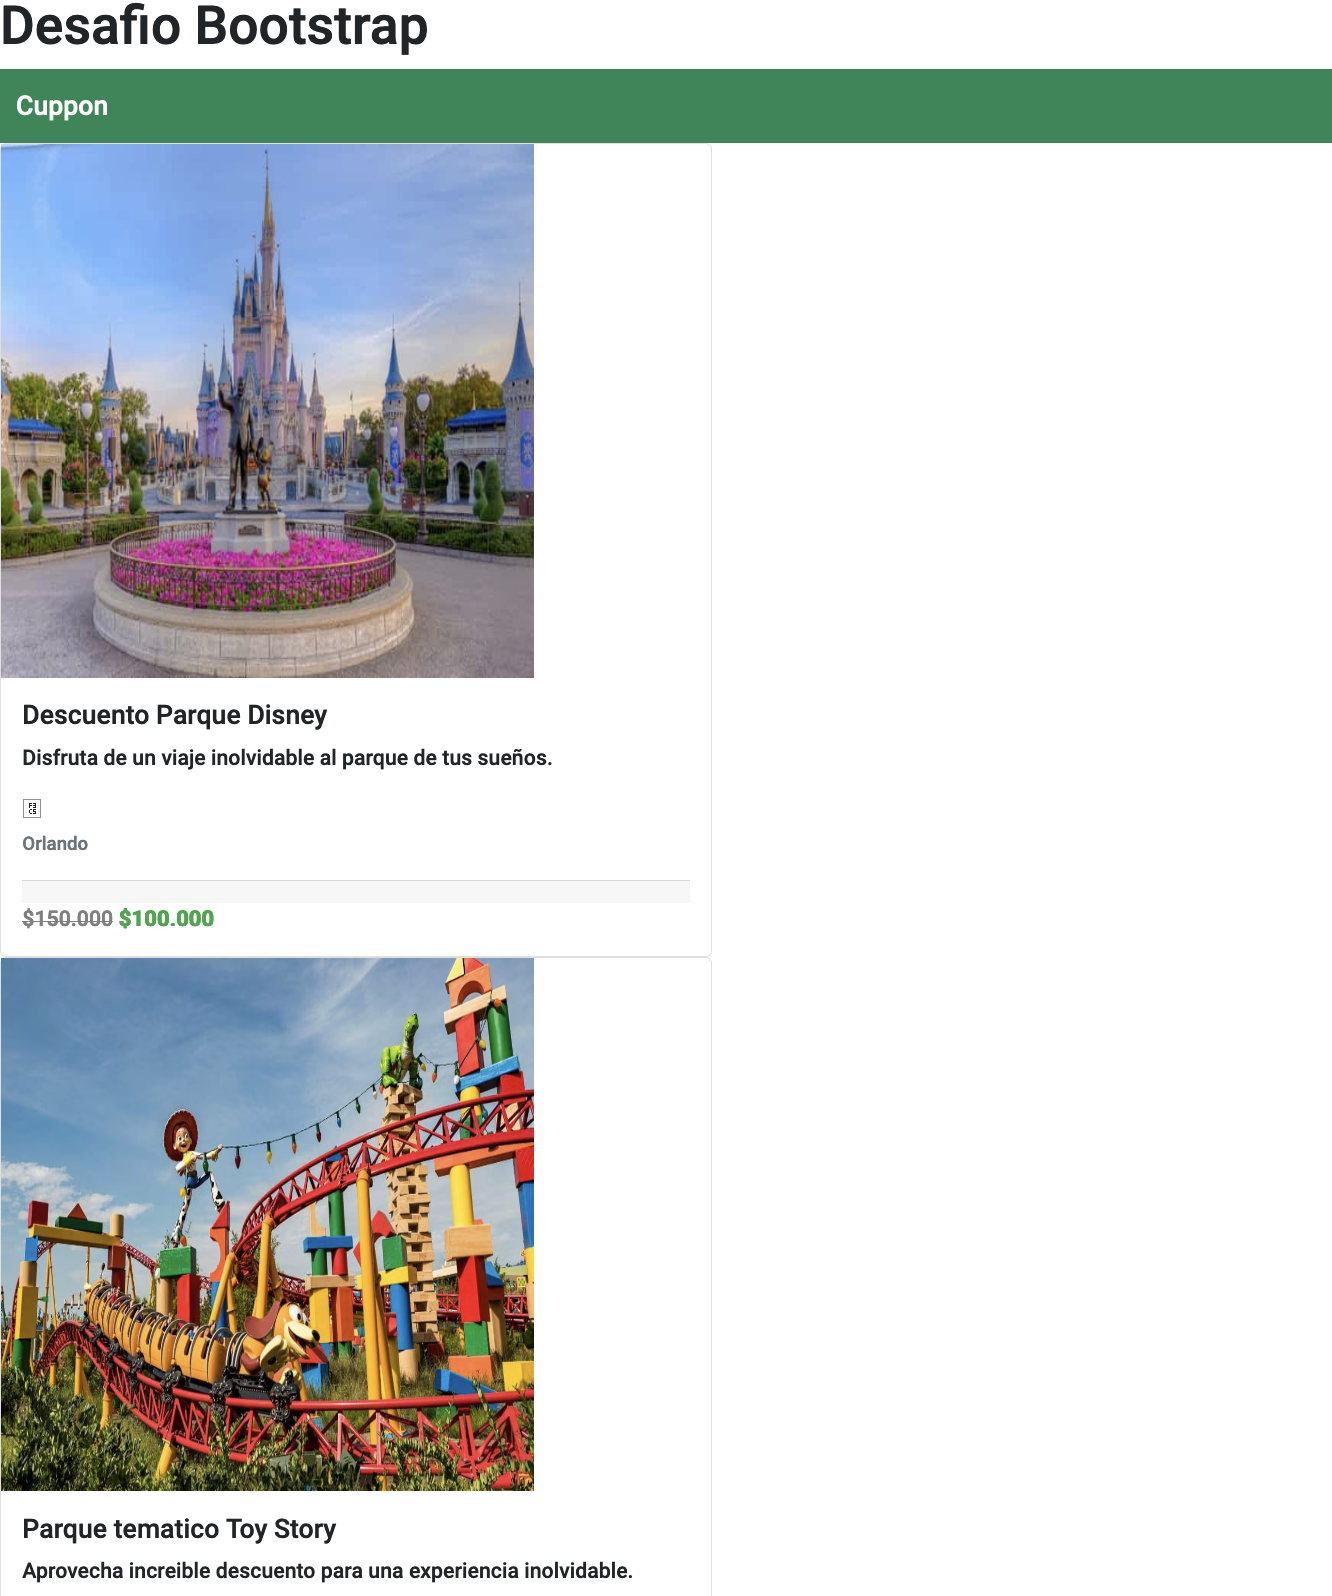 Desafio Bootstrap
Cuppon
Descuento Parque Disney
Disfruta de un viaje inolvidable al parque de tus sueños.
Orlando
$150.000 $100.000
Parque tematico Toy Story
Aprovecha increible descuento para una experiencia inolvidable.